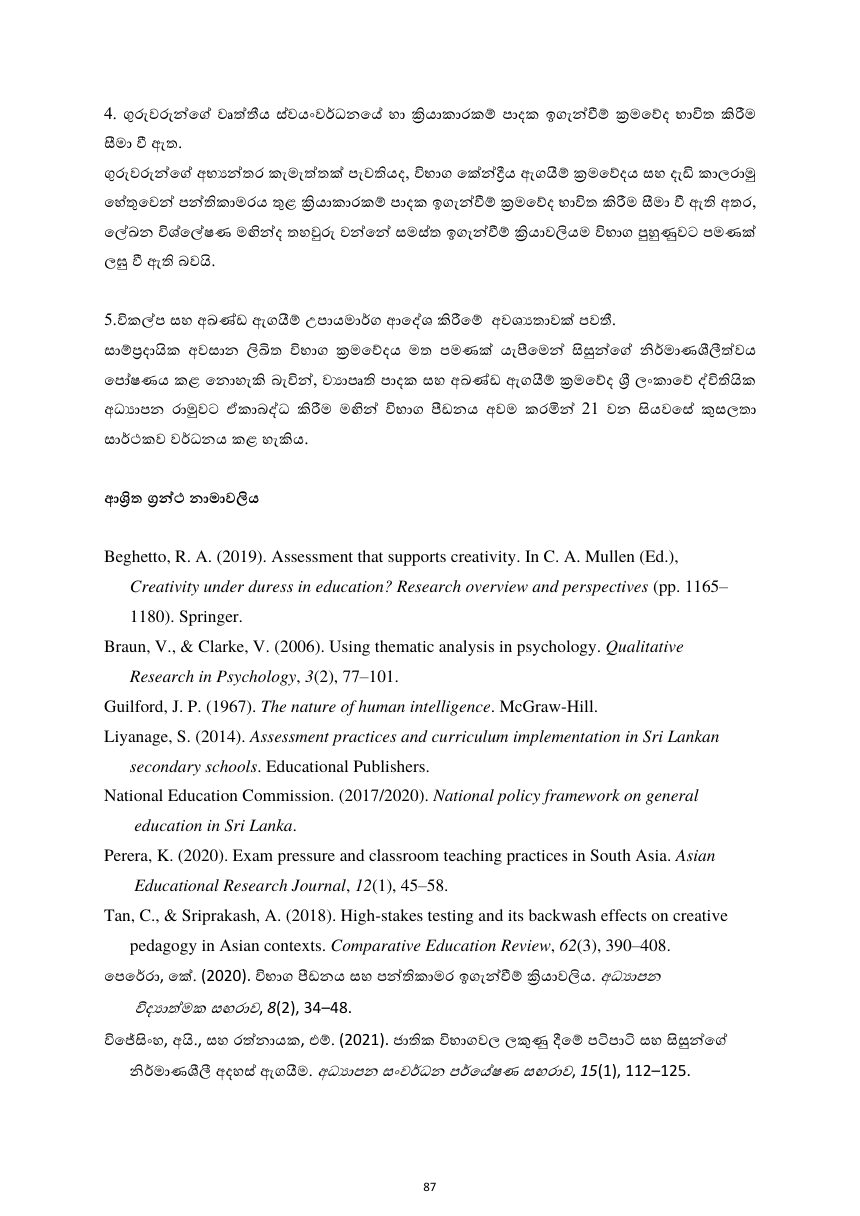 4. ගුරුවරුන්ගේ වෘත්තීය ස්වයංවර්ධනයේ හා ක්‍රියාකාරකම් පාදක ඉගැන්වීම් ක්‍රමවේද භාවිත කිරීම
සීමා වී ඇත.
ගුරුවරුන්ගේ අභ්‍යන්තර කැමැත්තක් පැවතියද, විභාග කේන්ද්‍රීය ඇගයීම් ක්‍රමවේදය සහ දැඩි කාලරාමු
හේතුවෙන් පන්තිකාමරය තුළ ක්‍රියාකාරකම් පාදක ඉගැන්වීම් ක්‍රමවේද භාවිත කිරීම සීමා වී ඇති අතර,
ලේඛන විශ්ලේෂණ මඟින්ද තහවුරු වන්නේ සමස්ත ඉගැන්වීම් ක්‍රියාවලියම විභාග පුහුණුවට පමණක්
ලඝු වී ඇති බවයි.
5.විකල්ප සහ අඛණ්ඩ ඇගයීම් උපායමාර්ග ආදේශ කිරීමේ අවශ්‍යතාවක් පවතී.
සාම්ප්‍රදායික අවසාන ලිඛිත විභාග ක්‍රමවේදය මත පමණක් යැපීමෙන් සිසුන්ගේ නිර්මාණශීලීත්වය
පෝෂණය කළ නොහැකි බැවින්, ව්‍යාපෘති පාදක සහ අඛණ්ඩ ඇගයීම් ක්‍රමවේද ශ්‍රී ලංකාවේ ද්විතියික
අධ්‍යාපන රාමුවට ඒකාබද්ධ කිරීම මඟින් විභාග පීඩනය අවම කරමින් 21 වන සියවසේ කුසලතා
සාර්ථකව වර්ධනය කළ හැකිය.
ආශ්‍රිත ග්‍රන්ථ නාමාවලිය
Beghetto, R. A. (2019). Assessment that supports creativity. In C. A. Mullen (Ed.),
Creativity under duress in education? Research overview and perspectives (pp. 1165–
1180). Springer.
Braun, V., & Clarke, V. (2006). Using thematic analysis in psychology. Qualitative
Research in Psychology, 3(2), 77–101.
Guilford, J. P. (1967). The nature of human intelligence. McGraw-Hill.
Liyanage, S. (2014). Assessment practices and curriculum implementation in Sri Lankan
secondary schools. Educational Publishers.
National Education Commission. (2017/2020). National policy framework on general
education in Sri Lanka.
Perera, K. (2020). Exam pressure and classroom teaching practices in South Asia. Asian
Educational Research Journal, 12(1), 45–58.
Tan, C., & Sriprakash, A. (2018). High-stakes testing and its backwash effects on creative
pedagogy in Asian contexts. Comparative Education Review, 62(3), 390–408.
පෙරේරා, කේ. (2020). විභාග පීඩනය සහ පන්තිකාමර ඉගැන්වීම් ක්‍රියාවලිය. අධ්‍යාපන
විද්‍යාත්මක සඟරාව, 8(2), 34–48.
විජේසිංහ, අයි., සහ රත්නායක, එම්. (2021). ජාතික විභාගවල ලකුණු දීමේ පටිපාටි සහ සිසුන්ගේ
නිර්මාණශීලී අදහස් ඇගයීම. අධ්‍යාපන සංවර්ධන පර්යේෂණ සඟරාව, 15(1), 112–125.
87